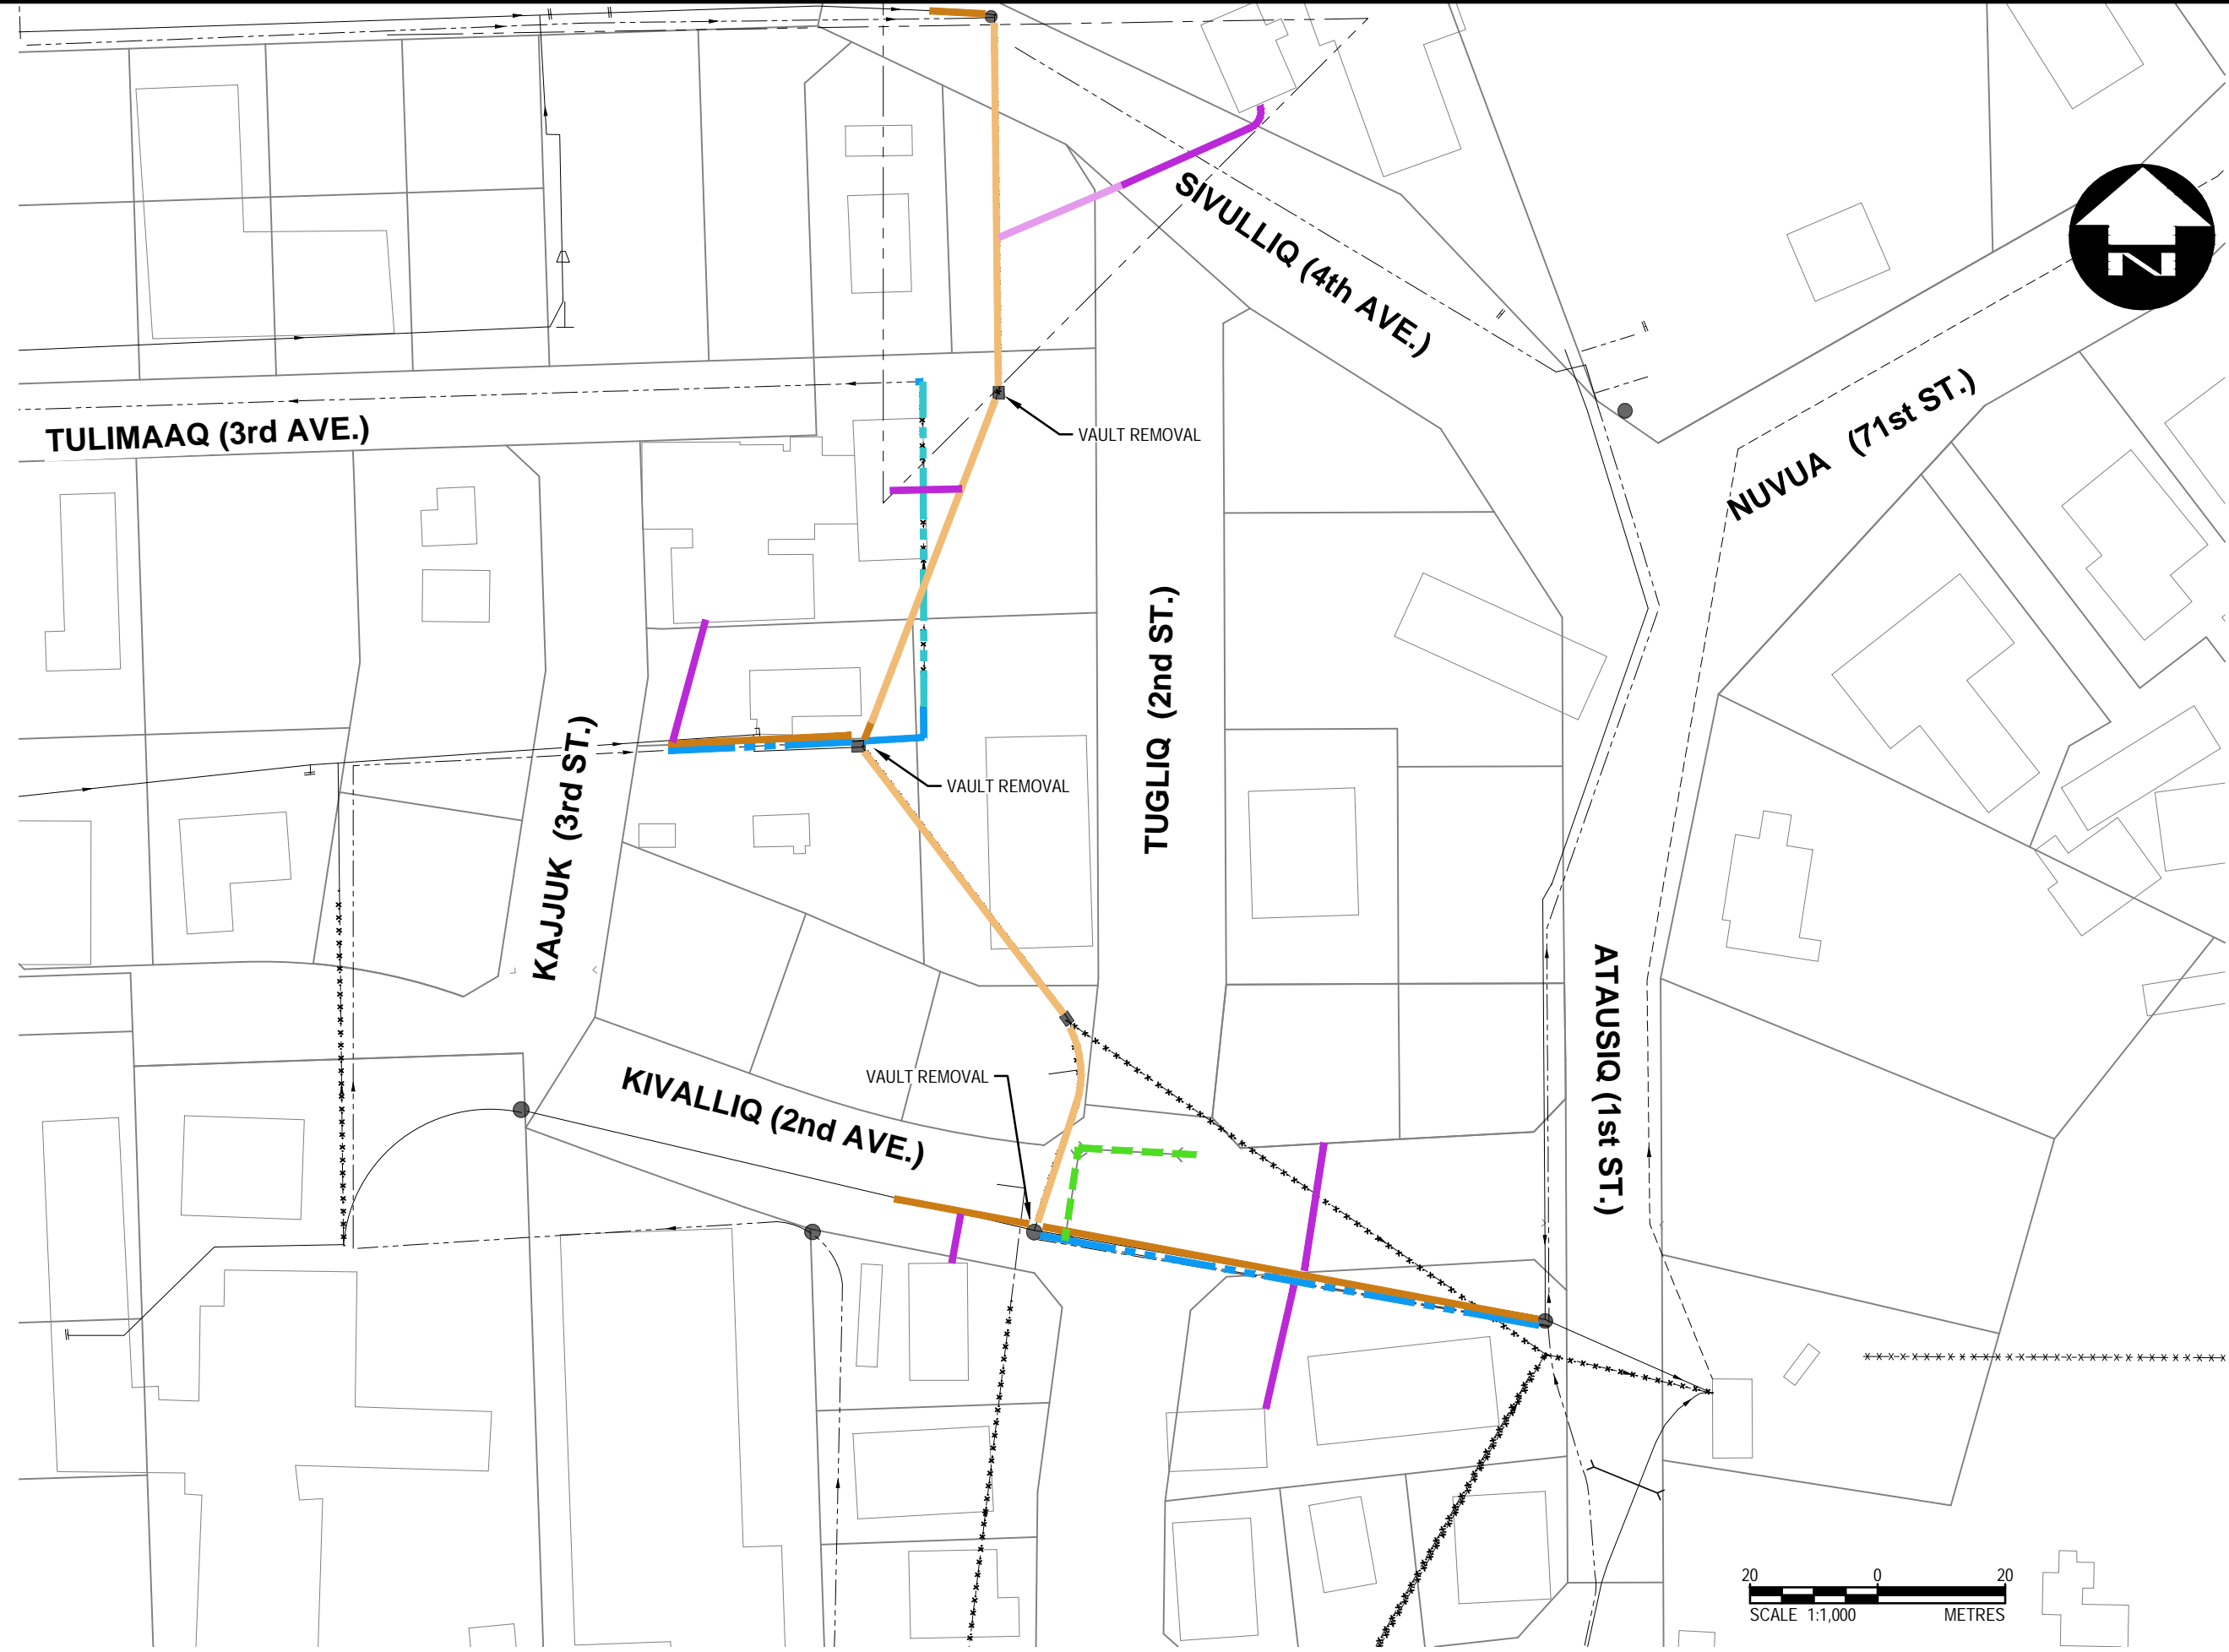 SIVULLIQ (4th AVE.)
N
NUVUA (71st ST.)
TULIMAAQ (3rd AVE.)
VAULT REMOVAL
TUGLIQ (2nd ST.)
KAJJUK (3rd ST.)
VAULT REMOVAL
ATAUSIQ (1st ST.)
VAULT REMOVAL
KIVALLIQ (2nd AVE.)
20 0 20
SCALE 1:1,000 METRES